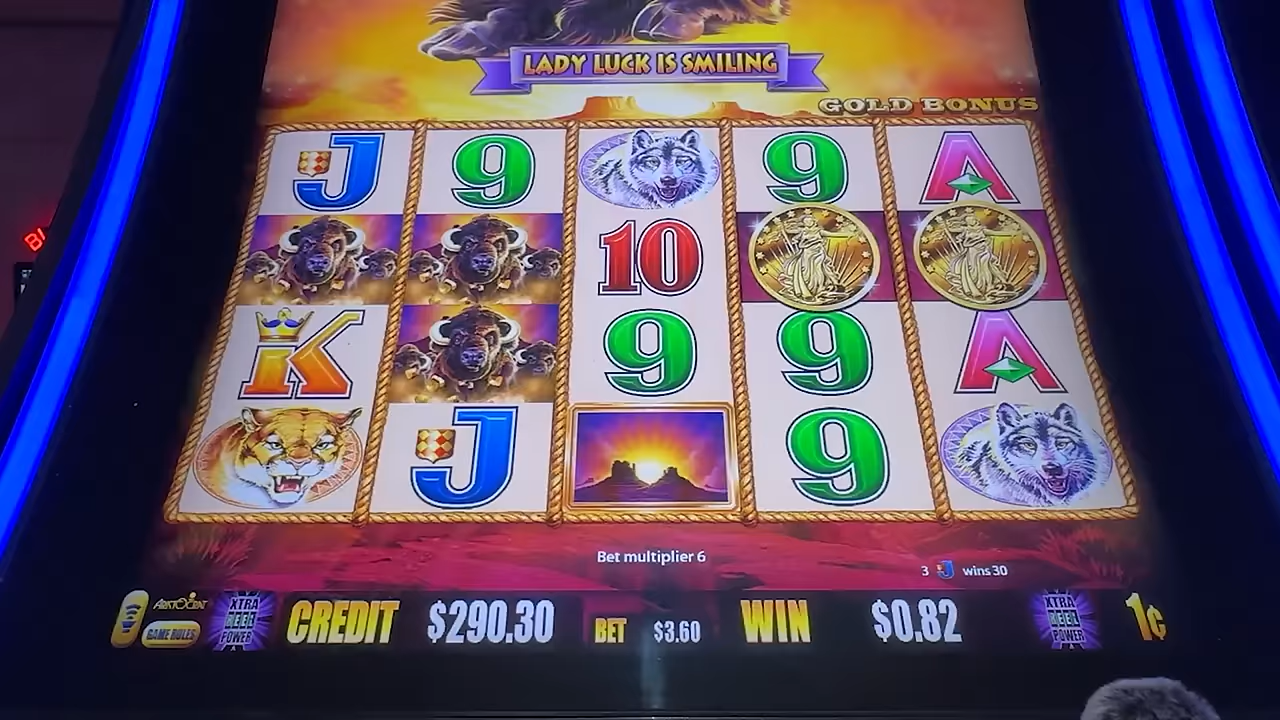 LADY LUCK IS SMILING
GOLD BONUS
J 9 9 A
10
K 9 9 A
J 9
Bet multiplier 6
3 J wins 30
ARISTOCRAT
GAME RULES
XTRA
REEL
POWER
CREDIT $290.30
BET $3.60
WIN $0.82
XTRA
REEL
POWER
1¢